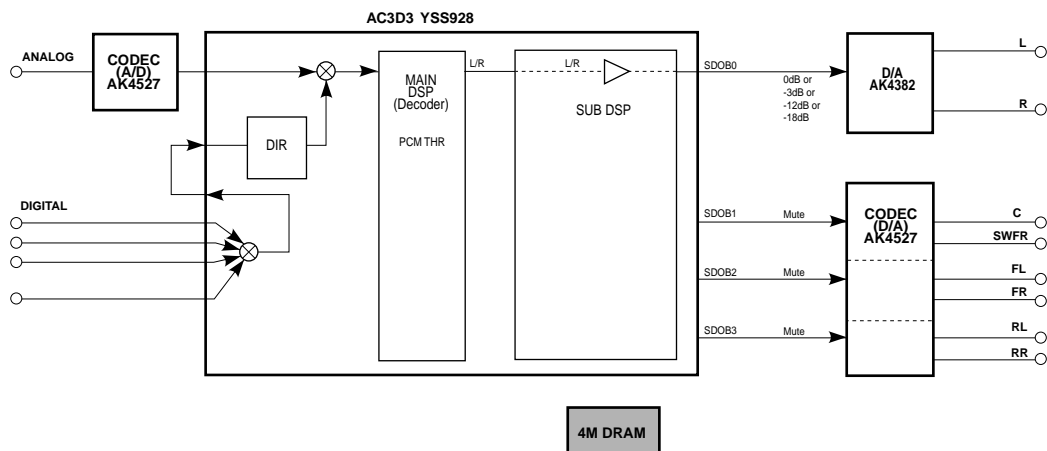 AC3D3 YSS928
ANALOG
CODEC
(A/D)
AK4527
DIR
MAIN
DSP
(Decoder)
PCM THR
L/R
L/R
SUB DSP
SDOB0
0dB or
-3dB or
-12dB or
-18dB
D/A
AK4382
L
R
DIGITAL
SDOB1
Mute
SDOB2
Mute
SDOB3
Mute
CODEC
(D/A)
AK4527
C
SWFR
FL
FR
RL
RR
4M DRAM